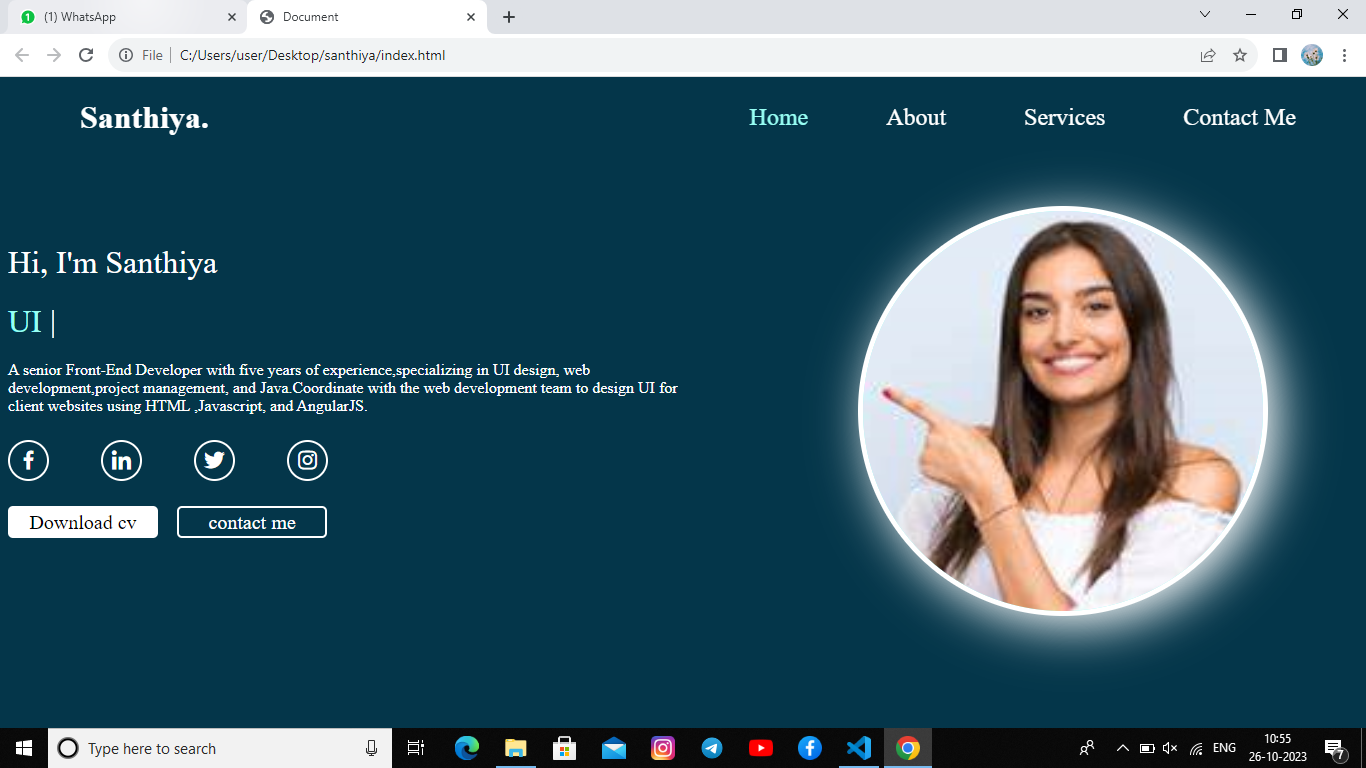 (1) WhatsApp
Document
File
C:/Users/user/Desktop/santhiya/index.html
Santhiya.
Home
About
Services
Contact Me
Hi, I'm Santhiya
UI |
A senior Front-End Developer with five years of experience,specializing in UI design, web
development,project management, and Java.Coordinate with the web development team to design UI for
client websites using HTML ,Javascript, and AngularJS.
f
in
Download cv
contact me
Type here to search
ENG
10:55
26-10-2023
7